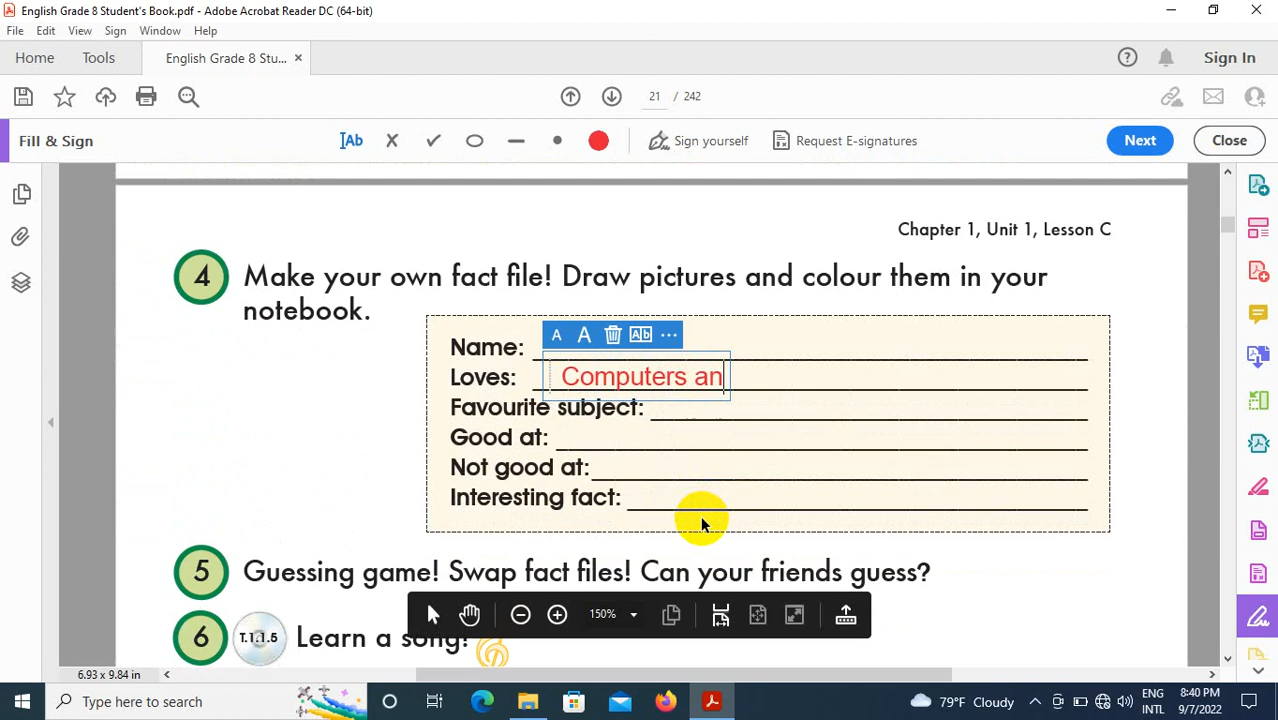 English Grade 8 Student's Book.pdf - Adobe Acrobat Reader DC (64-bit)
File Edit View Sign Window Help
Home Tools English Grade 8 Stu... × Sign In
21 / 242
Fill & Sign Ab Sign yourself Request E-signatures Next Close
Chapter 1, Unit 1, Lesson C
4 Make your own fact file! Draw pictures and colour them in your
notebook.
A A Ab ...
Name:
Loves: Computers an
Favourite subject:
Good at:
Not good at:
Interesting fact:
5 Guessing game! Swap fact files! Can your friends guess?
150%
6 T.1.1.5 Learn a song!
6.93 x 9.84 in
Type here to search
79°F Cloudy
ENG
INTL
8:40 PM
9/7/2022